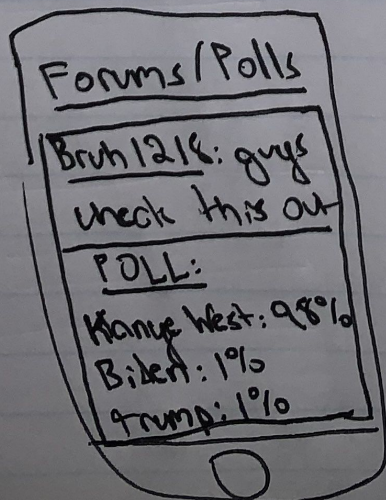 Forums/Polls
Bruh1218: guys
check this out
POLL:
Kanye West: 98%
Biden: 1%
trump: 1%